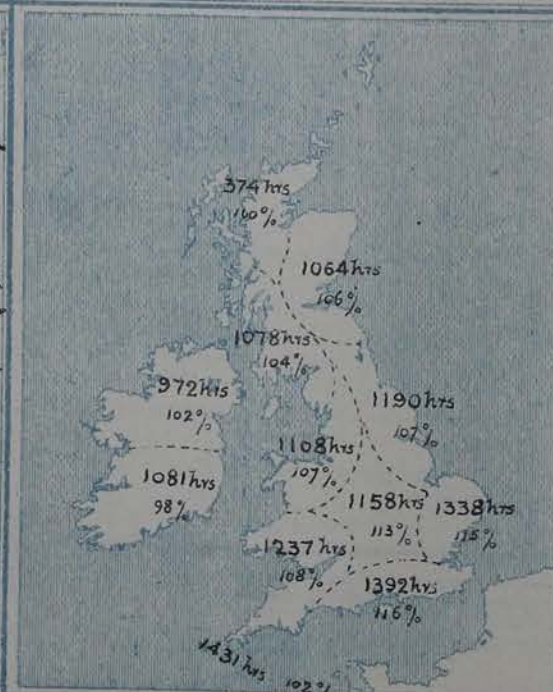 374 hrs
100%
1064 hrs
106%
1078 hrs
104%
972 hrs
102%
1190 hrs
107%
1108 hrs
107%
1081 hrs
98%
1158 hrs
113%
1338 hrs
115%
1237 hrs
108%
1392 hrs
116%
1431 hrs 102%